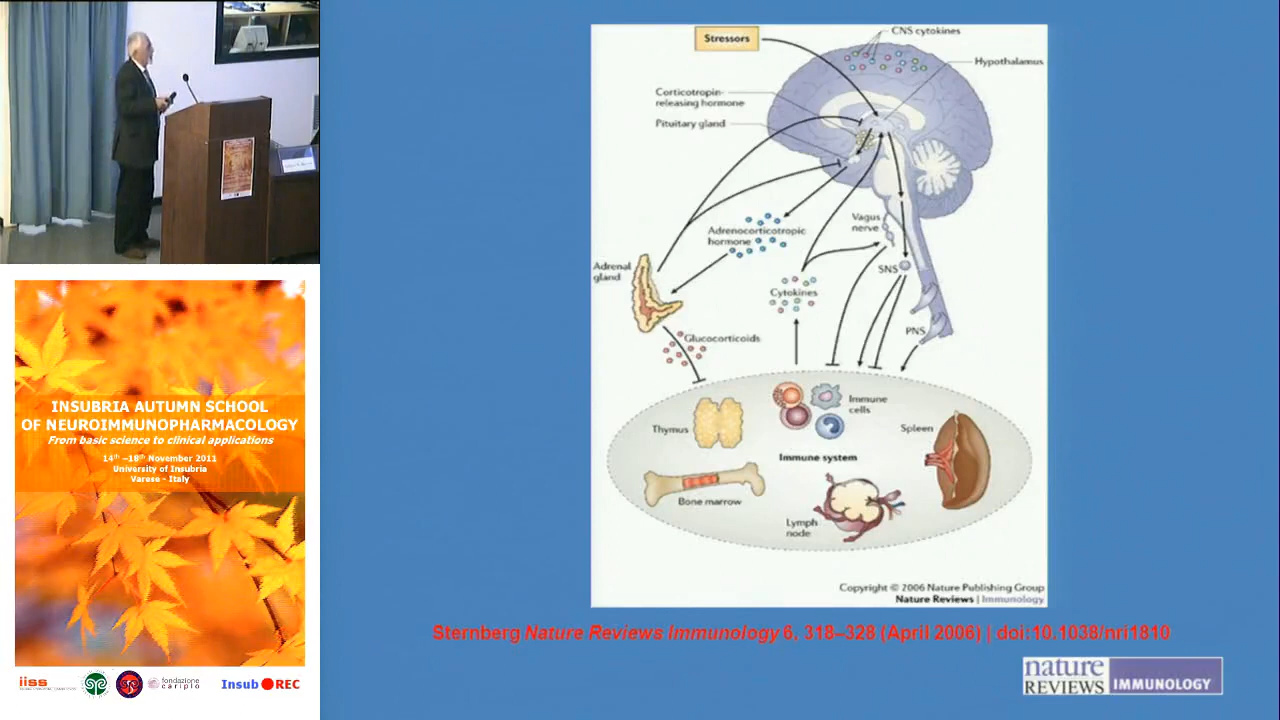 Stressors
CNS cytokines
Hypothalamus
Corticotropin-
releasing hormone
Pituitary gland
Vagus
nerve
Adrenocorticotropic
hormone
Adrenal
gland
SNS
Cytokines
PNS
Glucocorticoids
Immune
cells
Thymus
Spleen
Immune system
Bone marrow
Lymph
node
Copyright © 2006 Nature Publishing Group
Nature Reviews | Immunology
Sternberg Nature Reviews Immunology 6, 318–328 (April 2006) | doi:10.1038/nri1810
nature
REVIEWS IMMUNOLOGY
INSUBRIA AUTUMN SCHOOL
OF NEUROIMMUNOPHARMACOLOGY
From basic science to clinical applications
14th –18th November 2011
University of Insubria
Varese - Italy
iiss
fondazione
cariplo
Insub REC